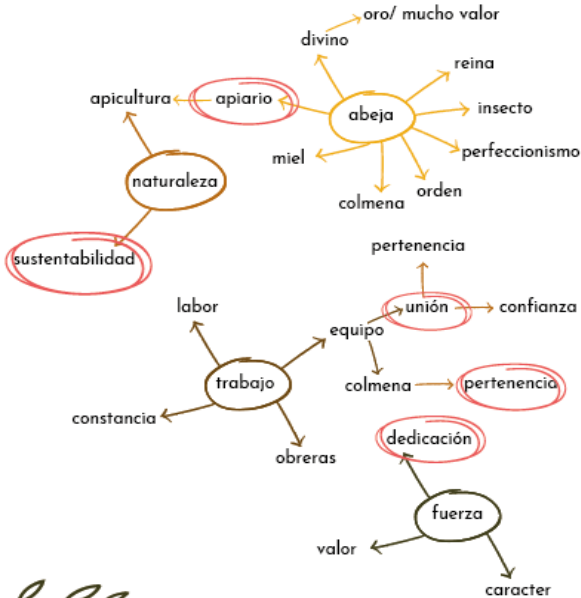 oro/ mucho valor
divino
reina
apicultura
apiario
abeja
insecto
miel
perfeccionismo
naturaleza
orden
colmena
sustentabilidad
pertenencia
labor
unión
confianza
equipo
trabajo
colmena
pertenencia
constancia
dedicación
obreras
fuerza
valor
caracter